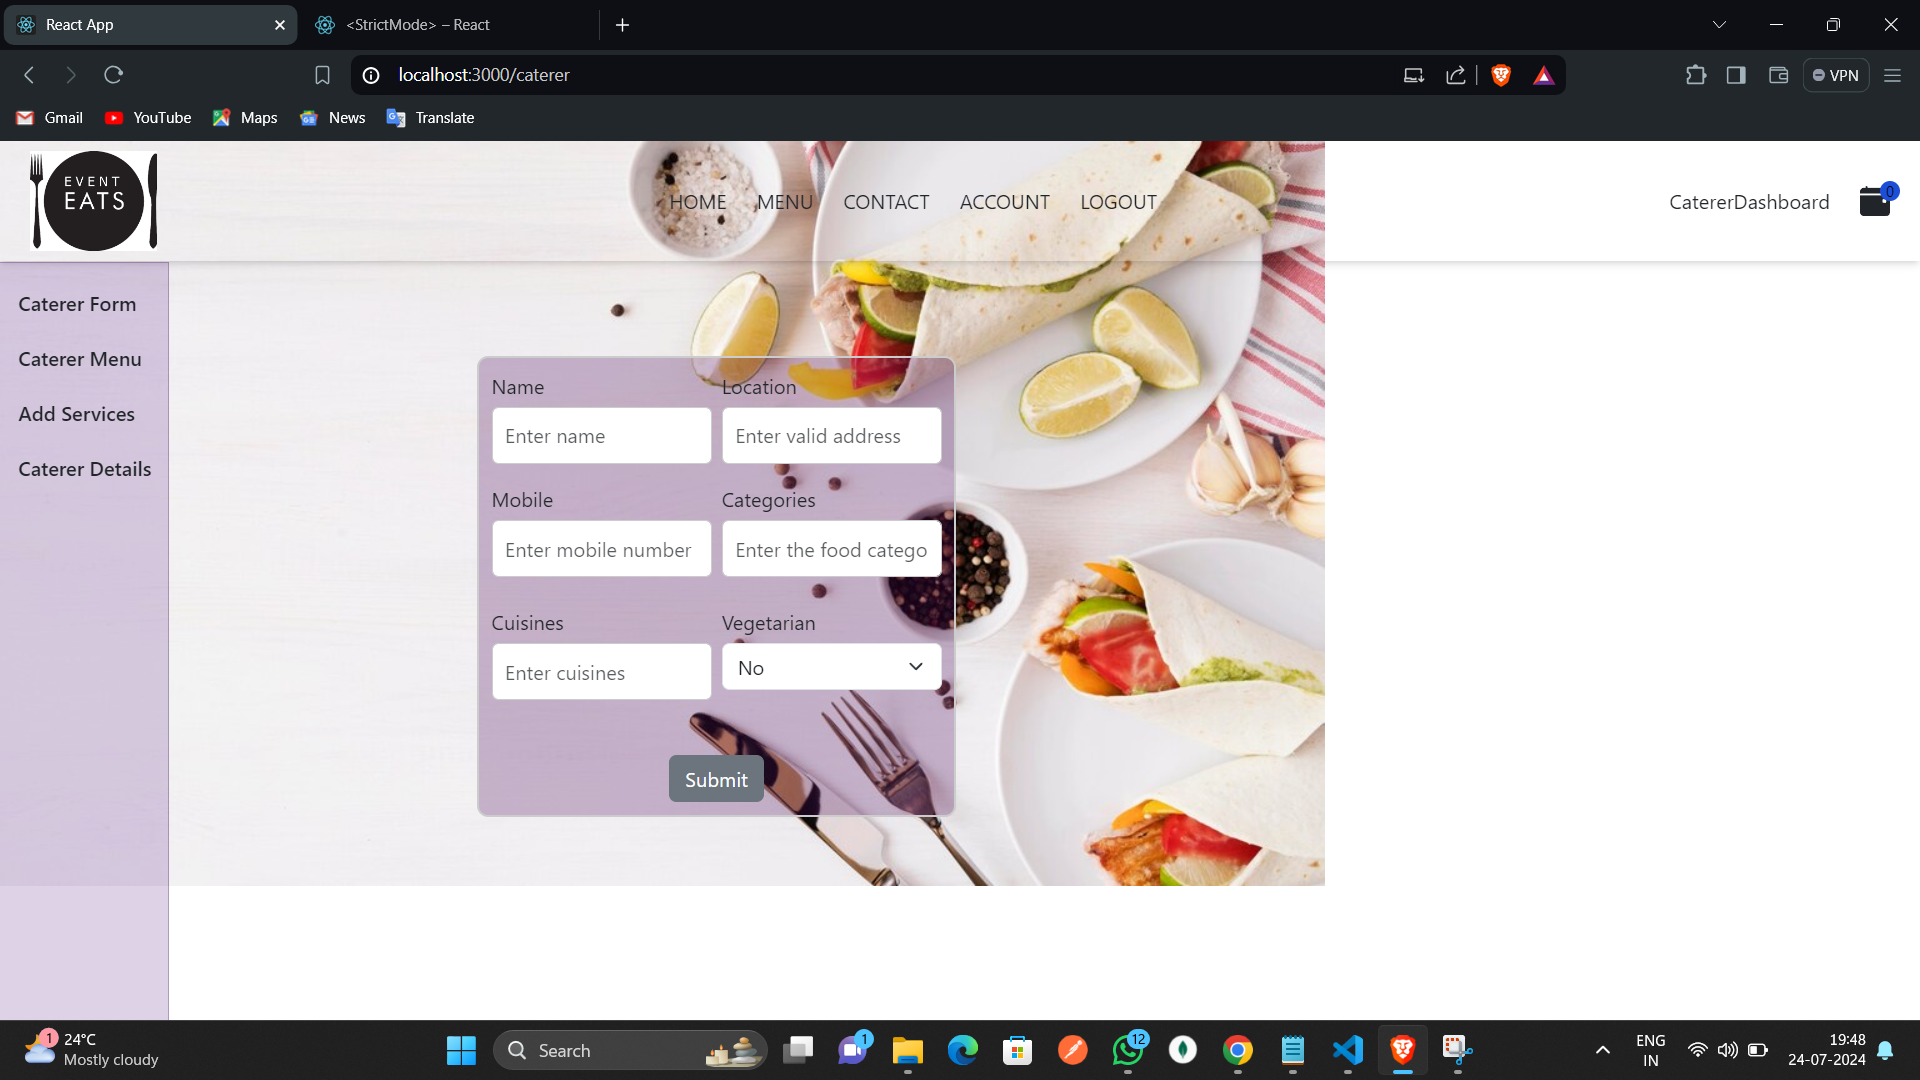 React App
<StrictMode> – React
localhost:3000/caterer
VPN
Gmail
YouTube
Maps
News
Translate
EVENT
EATS
HOME
MENU
CONTACT
ACCOUNT
LOGOUT
CatererDashboard
0
Caterer Form
Caterer Menu
Add Services
Caterer Details
Name
Location
Enter name
Enter valid address
Mobile
Categories
Enter mobile number
Enter the food catego
Cuisines
Vegetarian
Enter cuisines
No
Submit
1
24°C
Mostly cloudy
Search
1
12
ENG
IN
19:48
24-07-2024